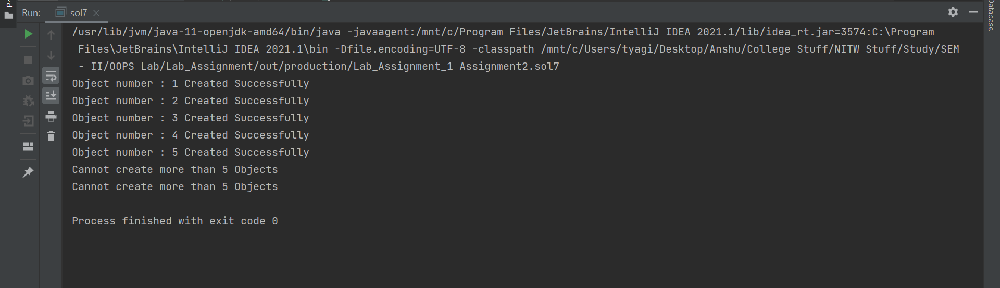 Pr
Run: sol7
Database
/usr/lib/jvm/java-11-openjdk-amd64/bin/java -javaagent:/mnt/c/Program Files/JetBrains/IntelliJ IDEA 2021.1/lib/idea_rt.jar=3574:C:\Program
Files\JetBrains\IntelliJ IDEA 2021.1\bin -Dfile.encoding=UTF-8 -classpath /mnt/c/Users/tyagi/Desktop/Anshu/College Stuff/NITW Stuff/Study/SEM
- II/OOPS Lab/Lab_Assignment/out/production/Lab_Assignment_1 Assignment2.sol7
Object number : 1 Created Successfully
Object number : 2 Created Successfully
Object number : 3 Created Successfully
Object number : 4 Created Successfully
Object number : 5 Created Successfully
Cannot create more than 5 Objects
Cannot create more than 5 Objects
Process finished with exit code 0